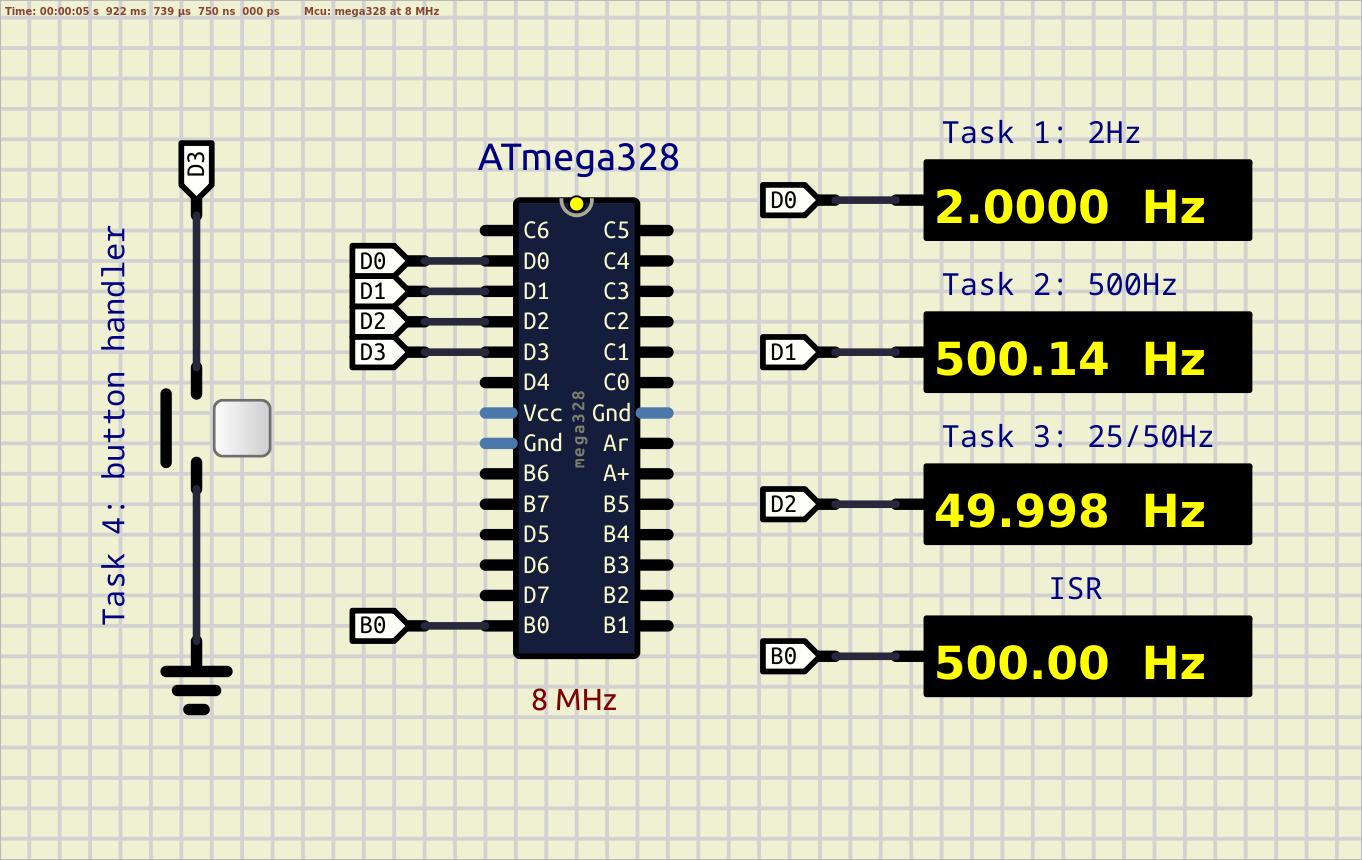 Time: 00:00:05 s 922 ms 739 µs 750 ns 000 ps Mcu: mega328 at 8 MHz
D3
Task 4: button handler
ATmega328
D0
D1
D2
D3
B0
C6
D0
D1
D2
D3
D4
Vcc
Gnd
B6
B7
D5
D6
D7
B0
mega328
C5
C4
C3
C2
C1
C0
Gnd
Ar
A+
B5
B4
B3
B2
B1
8 MHz
Task 1: 2Hz
D0
2.0000 Hz
Task 2: 500Hz
D1
500.14 Hz
Task 3: 25/50Hz
D2
49.998 Hz
ISR
B0
500.00 Hz